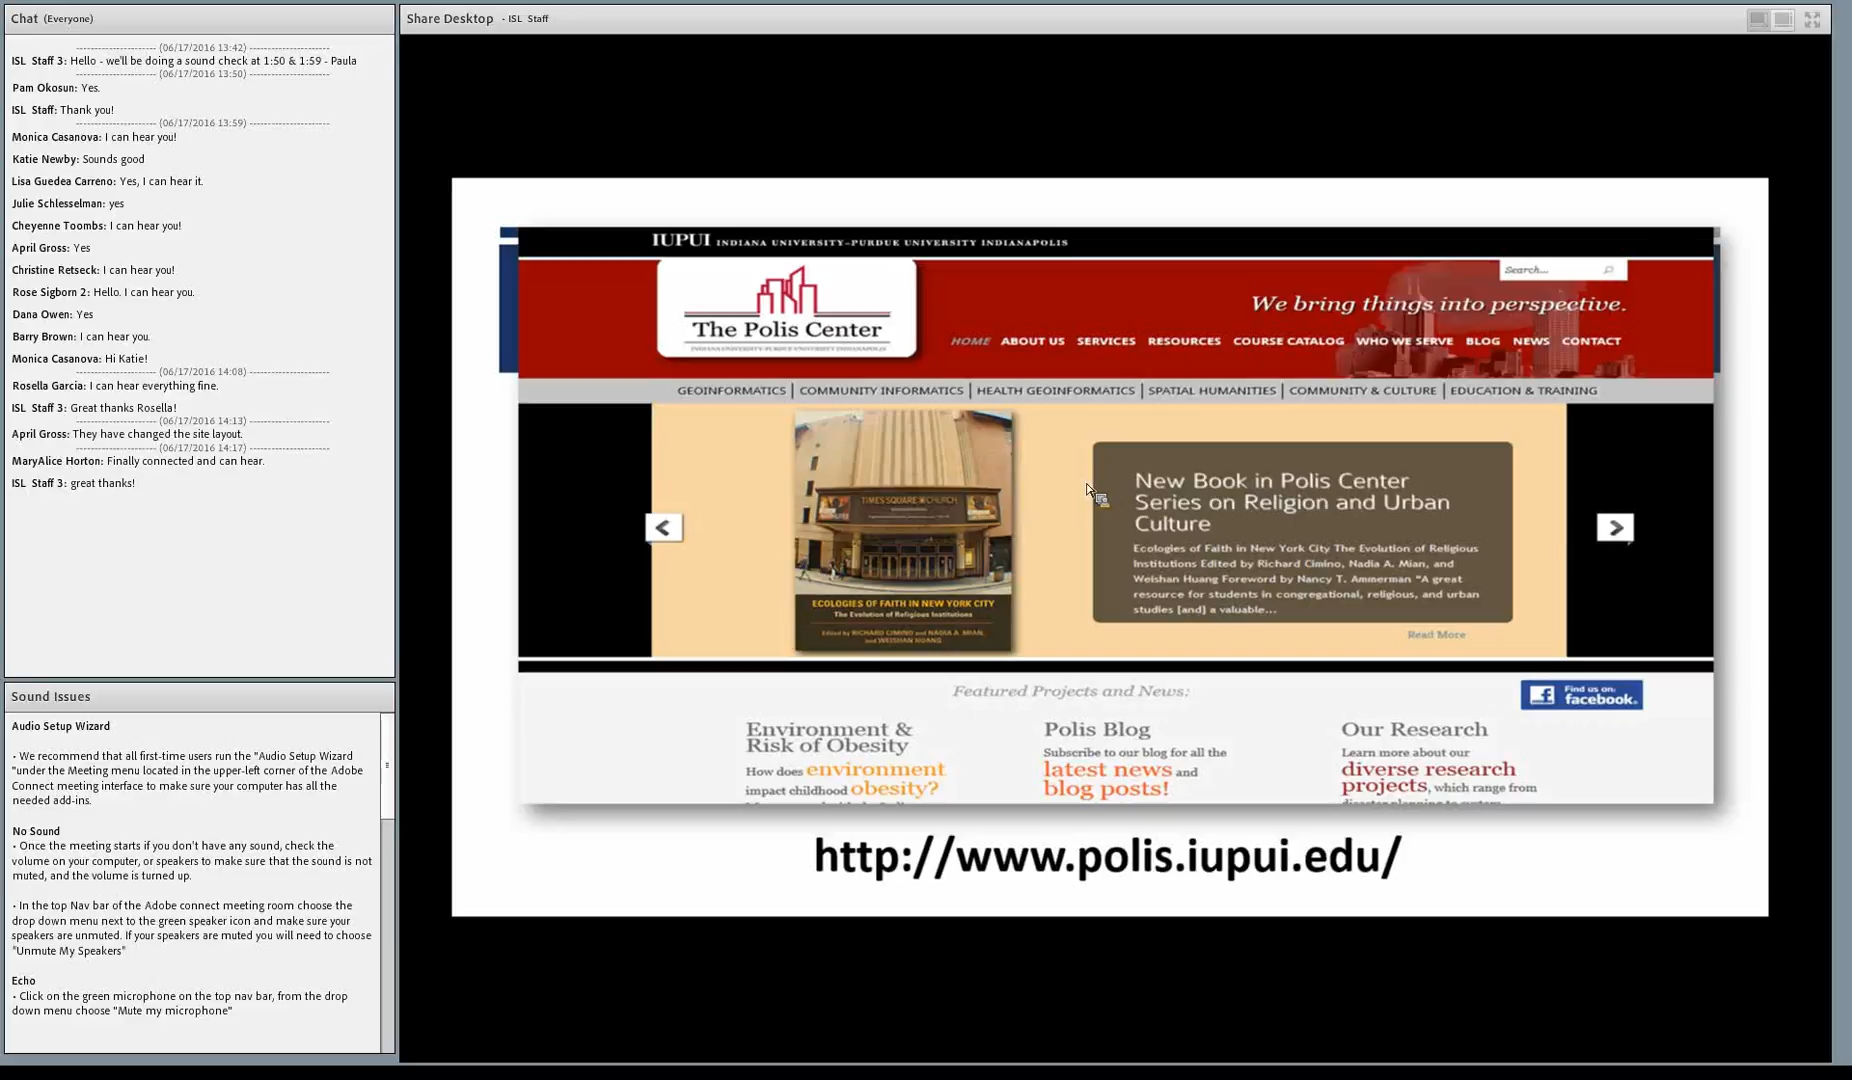 Chat (Everyone)
---------------------- (06/17/2016 13:42) ----------------------
ISL Staff 3: Hello - we'll be doing a sound check at 1:50 & 1:59 - Paula
---------------------- (06/17/2016 13:50) ----------------------
Pam Okosun: Yes.
ISL Staff: Thank you!
---------------------- (06/17/2016 13:59) ----------------------
Monica Casanova: I can hear you!
Katie Newby: Sounds good
Lisa Guedea Carreno: Yes, I can hear it.
Julie Schlesselman: yes
Cheyenne Toombs: I can hear you!
April Gross: Yes
Christine Retseck: I can hear you!
Rose Sigborn 2: Hello. I can hear you.
Dana Owen: Yes
Barry Brown: I can hear you.
Monica Casanova: Hi Katie!
---------------------- (06/17/2016 14:08) ----------------------
Rosella Garcia: I can hear everything fine.
ISL Staff 3: Great thanks Rosella!
---------------------- (06/17/2016 14:13) ----------------------
April Gross: They have changed the site layout.
---------------------- (06/17/2016 14:17) ----------------------
MaryAlice Horton: Finally connected and can hear.
ISL Staff 3: great thanks!
Sound Issues
Audio Setup Wizard
• We recommend that all first-time users run the "Audio Setup Wizard
"under the Meeting menu located in the upper-left corner of the Adobe
Connect meeting interface to make sure your computer has all the
needed add-ins.
No Sound
• Once the meeting starts if you don't have any sound, check the
volume on your computer, or speakers to make sure that the sound is not
muted, and the volume is turned up.
• In the top Nav bar of the Adobe connect meeting room choose the
drop down menu next to the green speaker icon and make sure your
speakers are unmuted. If your speakers are muted you will need to choose
"Unmute My Speakers"
Echo
• Click on the green microphone on the top nav bar, from the drop
down menu choose "Mute my microphone"
Share Desktop - ISL Staff
IUPUI INDIANA UNIVERSITY–PURDUE UNIVERSITY INDIANAPOLIS
Search...
The Polis Center
INDIANA UNIVERSITY-PURDUE UNIVERSITY INDIANAPOLIS
We bring things into perspective.
HOME ABOUT US SERVICES RESOURCES COURSE CATALOG WHO WE SERVE BLOG NEWS CONTACT
GEOINFORMATICS | COMMUNITY INFORMATICS | HEALTH GEOINFORMATICS | SPATIAL HUMANITIES | COMMUNITY & CULTURE | EDUCATION & TRAINING
TIMES SQUARE CHURCH
ECOLOGIES OF FAITH IN NEW YORK CITY
The Evolution of Religious Institutions
Edited by RICHARD CIMINO and NADIA A. MIAN,
and WEISHAN HUANG
New Book in Polis Center
Series on Religion and Urban
Culture
Ecologies of Faith in New York City The Evolution of Religious
Institutions Edited by Richard Cimino, Nadia A. Mian, and
Weishan Huang Foreword by Nancy T. Ammerman "A great
resource for students in congregational, religious, and urban
studies [and] a valuable...
Read More
Featured Projects and News:
Find us on:
facebook.
Environment &
Risk of Obesity
How does environment
impact childhood obesity?
Polis Blog
Subscribe to our blog for all the
latest news and
blog posts!
Our Research
Learn more about our
diverse research
projects, which range from
http://www.polis.iupui.edu/